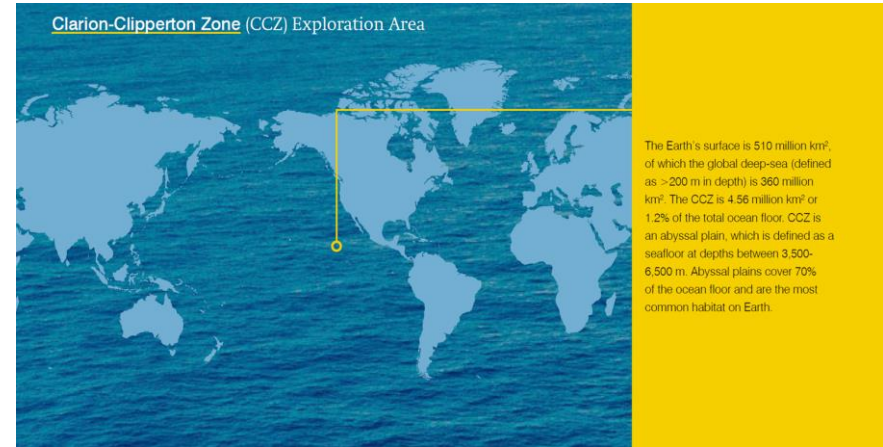 Clarion-Clipperton Zone (CCZ) Exploration Area
The Earth's surface is 510 million km²,
of which the global deep-sea (defined
as >200 m in depth) is 360 million
km². The CCZ is 4.56 million km² or
1.2% of the total ocean floor. CCZ is
an abyssal plain, which is defined as a
seafloor at depths between 3,500-
6,500 m. Abyssal plains cover 70%
of the ocean floor and are the most
common habitat on Earth.